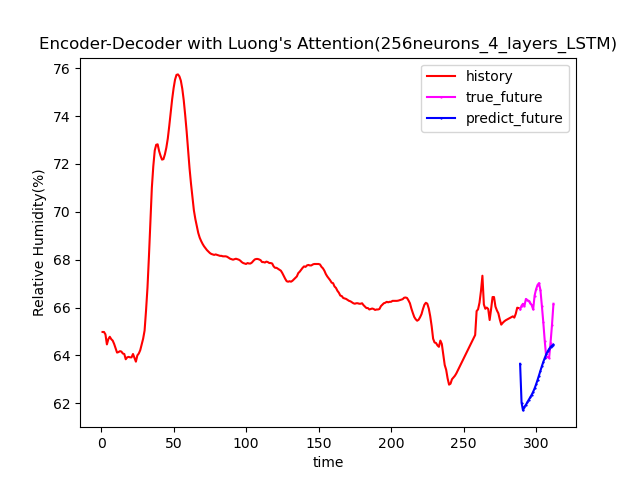 Encoder-Decoder with Luong's Attention(256neurons_4_layers_LSTM)
history
true_future
predict_future
Relative Humidity(%)
76
74
72
70
68
66
64
62
0 50 100 150 200 250 300
time